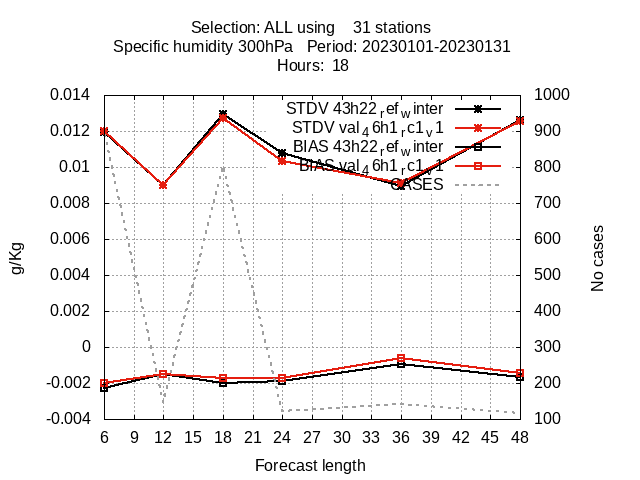 Selection: ALL using    31 stations
Specific humidity 300hPa   Period: 20230101-20230131
Hours:  18
0.014
0.012
0.01
0.008
0.006
0.004
0.002
0
-0.002
-0.004
g/Kg
STDV 43h22_ref_winter
STDV val_46h1_rc1_v1
BIAS 43h22_ref_winter
BIAS val_46h1_rc1_v1
CASES
1000
900
800
700
600
500
400
300
200
100
No cases
6 9 12 15 18 21 24 27 30 33 36 39 42 45 48
Forecast length